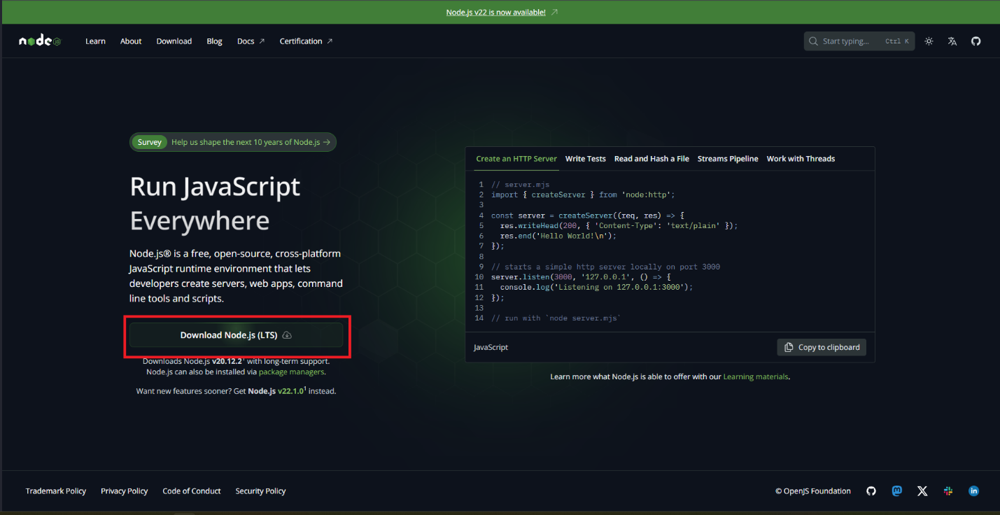 Node.js v22 is now available!
node JS
Learn About Download Blog Docs Certification
Start typing... Ctrl K
Survey Help us shape the next 10 years of Node.js
Run JavaScript
Everywhere
Node.js® is a free, open-source, cross-platform
JavaScript runtime environment that lets
developers create servers, web apps, command
line tools and scripts.
Download Node.js (LTS)
Downloads Node.js v20.12.2¹ with long-term support.
Node.js can also be installed via package managers.
Want new features sooner? Get Node.js v22.1.0¹ instead.
Create an HTTP Server Write Tests Read and Hash a File Streams Pipeline Work with Threads
1 // server.mjs
2 import { createServer } from 'node:http';
3
4 const server = createServer((req, res) => {
5 res.writeHead(200, { 'Content-Type': 'text/plain' });
6 res.end('Hello World!\n');
7 });
8
9 // starts a simple http server locally on port 3000
10 server.listen(3000, '127.0.0.1', () => {
11 console.log('Listening on 127.0.0.1:3000');
12 });
13
14 // run with `node server.mjs`
JavaScript Copy to clipboard
Learn more what Node.js is able to offer with our Learning materials.
Trademark Policy Privacy Policy Code of Conduct Security Policy
© OpenJS Foundation